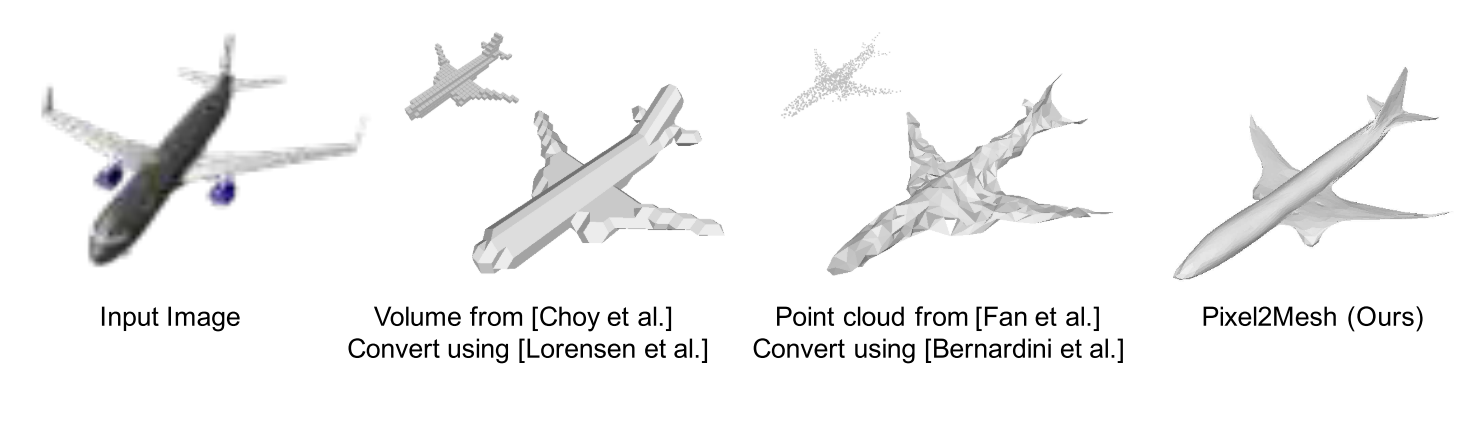 Input Image
Volume from [Choy et al.]
Convert using [Lorensen et al.]
Point cloud from [Fan et al.]
Convert using [Bernardini et al.]
Pixel2Mesh (Ours)